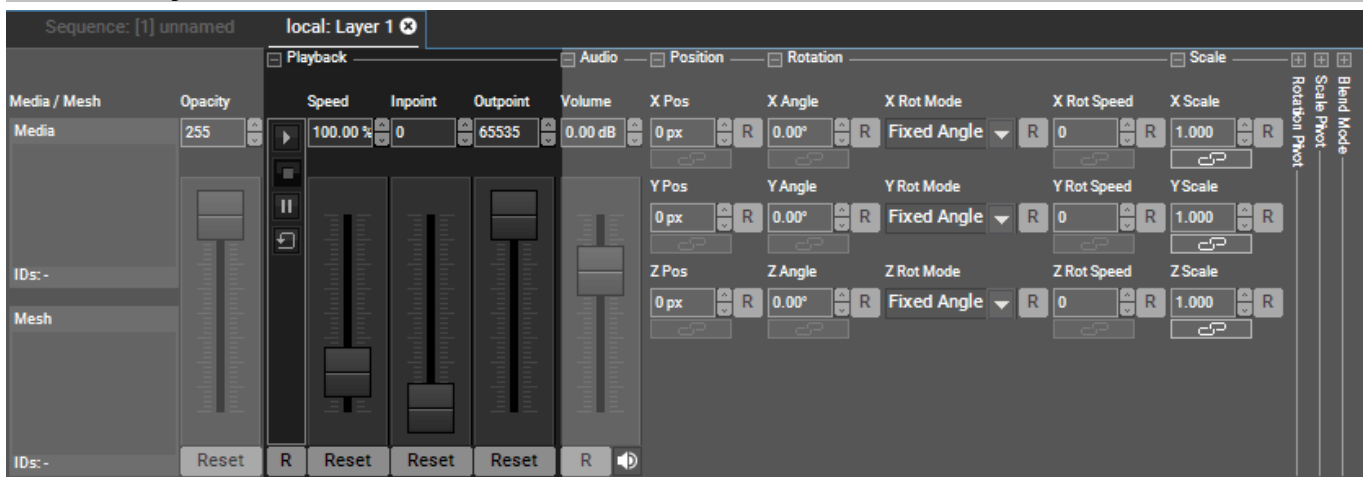 Sequence: [1] unnamed
local: Layer 1
Playback
Audio
Position
Rotation
Scale
Rotation Pivot
Scale Pivot
Blend Mode
Media / Mesh
Opacity
Speed
Inpoint
Outpoint
Volume
X Pos
X Angle
X Rot Mode
X Rot Speed
X Scale
Media
255
100.00 %
0
65535
0.00 dB
0 px
R
0.00°
R
Fixed Angle
R
0
R
1.000
R
Y Pos
Y Angle
Y Rot Mode
Y Rot Speed
Y Scale
0 px
R
0.00°
R
Fixed Angle
R
0
R
1.000
R
IDs: -
Z Pos
Z Angle
Z Rot Mode
Z Rot Speed
Z Scale
Mesh
0 px
R
0.00°
R
Fixed Angle
R
0
R
1.000
R
IDs: -
Reset
R
Reset
Reset
Reset
R